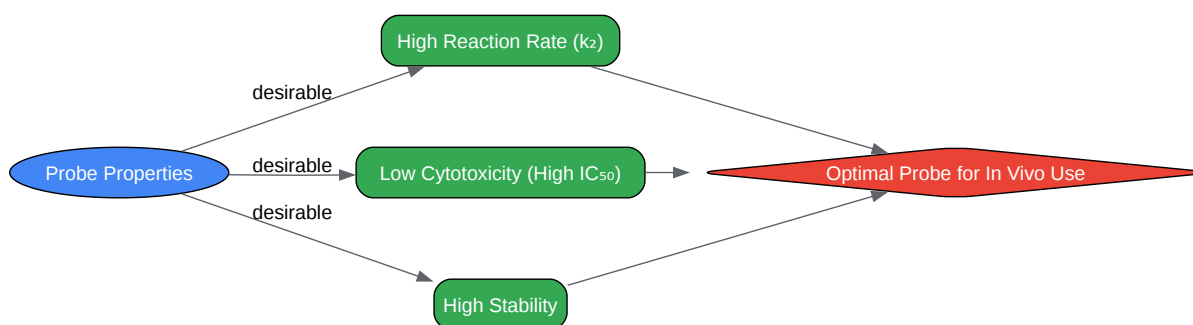 High Reaction Rate (k₂)
desirable
Probe Properties
desirable
Low Cytotoxicity (High IC₅₀)
Optimal Probe for In Vivo Use
desirable
High Stability